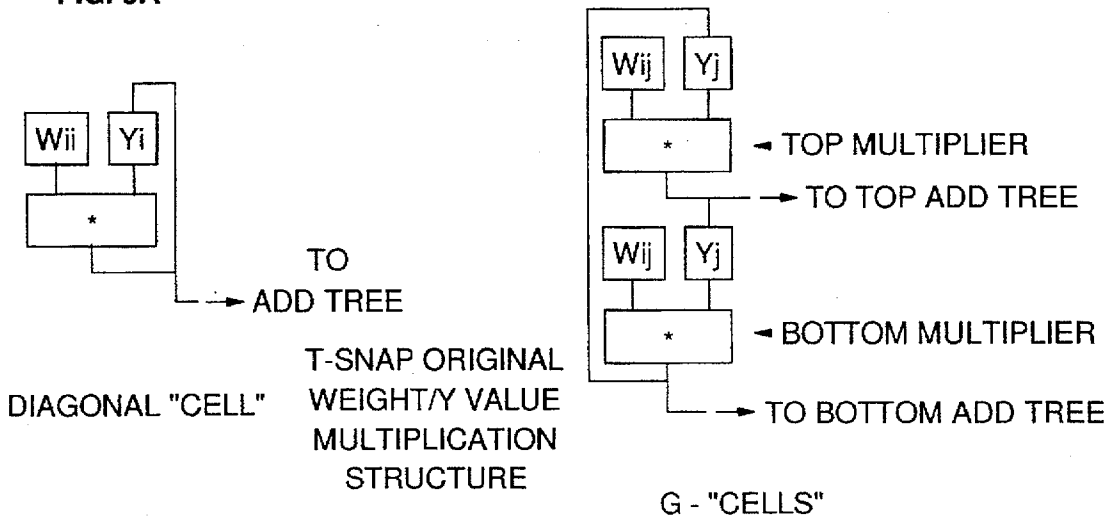 Wii Yi
*
TO
ADD TREE
DIAGONAL "CELL"
T-SNAP ORIGINAL
WEIGHT/Y VALUE
MULTIPLICATION
STRUCTURE
Wij Yj
*
TOP MULTIPLIER
TO TOP ADD TREE
Wij Yj
*
BOTTOM MULTIPLIER
TO BOTTOM ADD TREE
G - "CELLS"